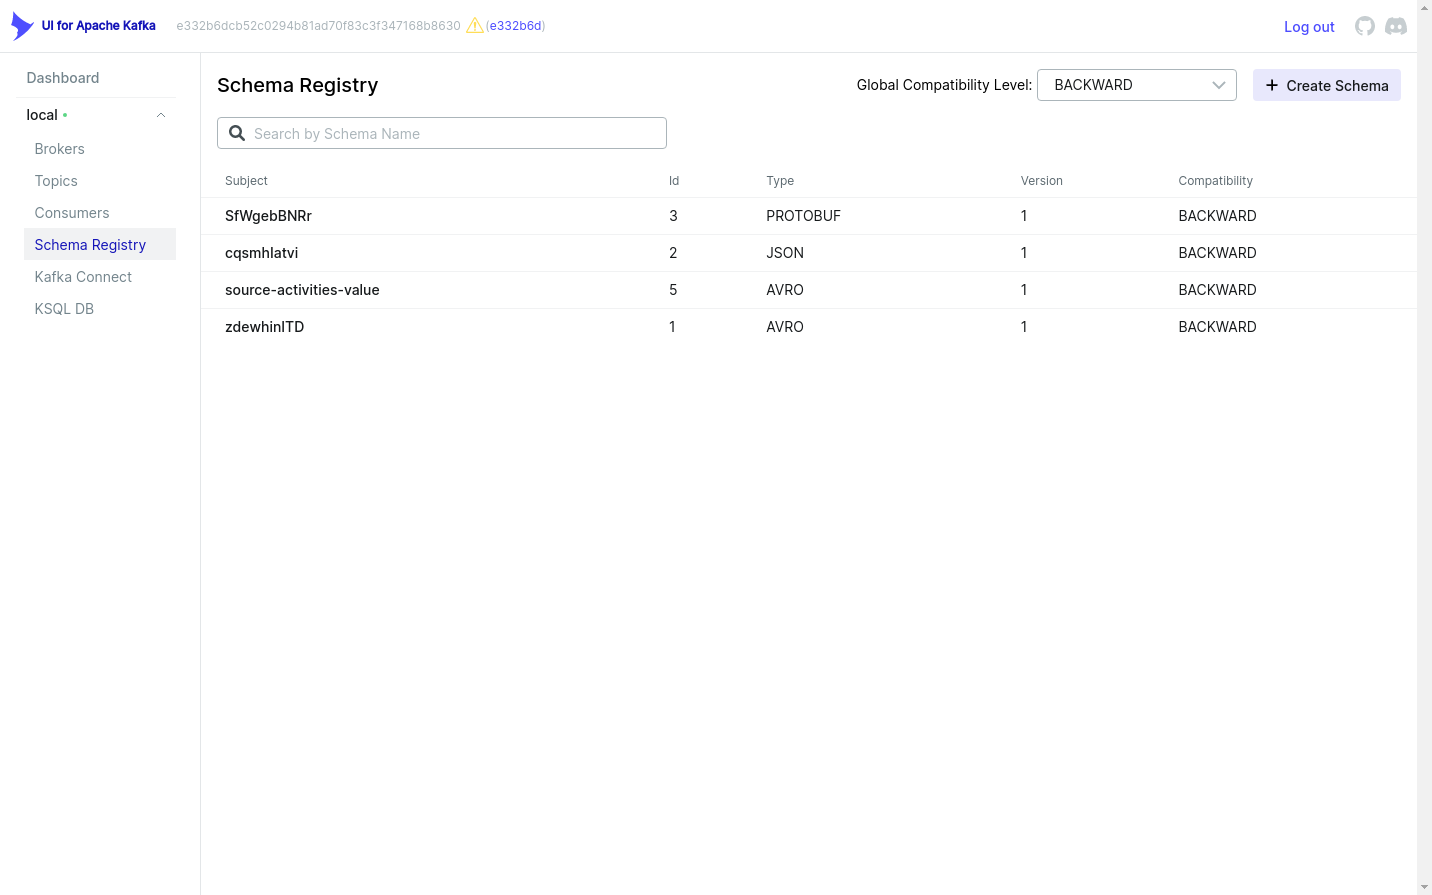 UI for Apache Kafka
e332b6dcb52c0294b81ad70f83c3f347168b8630 (e332b6d)
Log out
Dashboard
local
Brokers
Topics
Consumers
Schema Registry
Kafka Connect
KSQL DB
Schema Registry
Global Compatibility Level: BACKWARD
Create Schema
Search by Schema Name
Subject Id Type Version Compatibility
SfWgebBNRr 3 PROTOBUF 1 BACKWARD
cqsmhlatvi 2 JSON 1 BACKWARD
source-activities-value 5 AVRO 1 BACKWARD
zdewhinITD 1 AVRO 1 BACKWARD